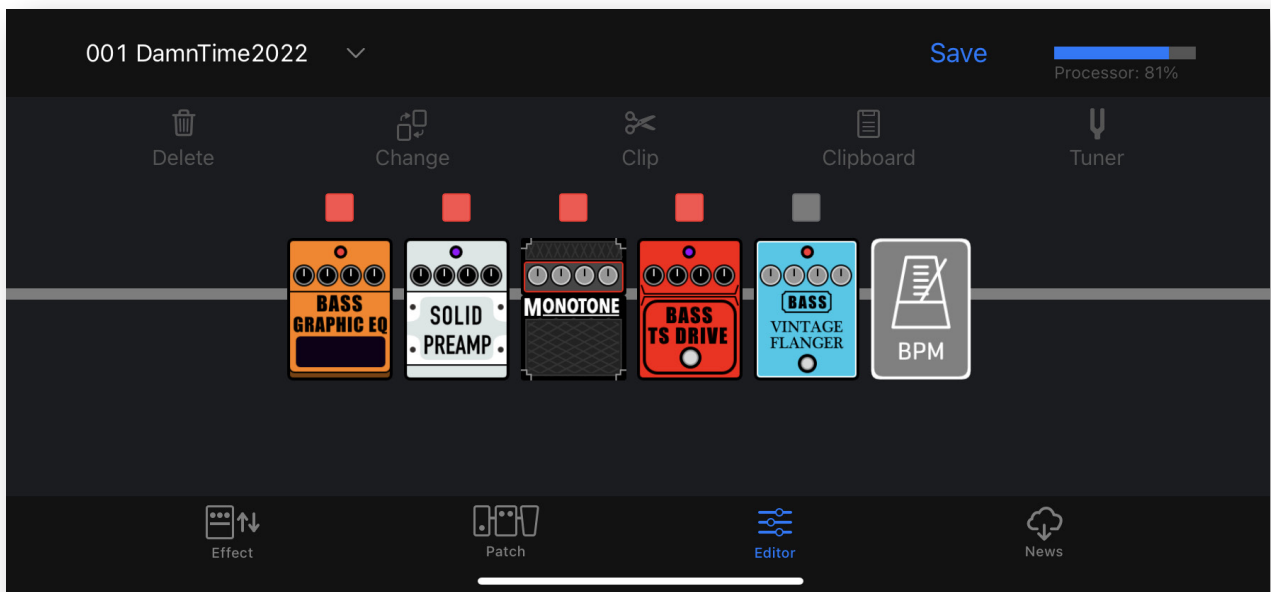 001 DamnTime2022
Save
Processor: 81%
Delete
Change
Clip
Clipboard
Tuner
BASS
GRAPHIC EQ
SOLID
PREAMP
MONOTONE
BASS
TS DRIVE
BASS
VINTAGE
FLANGER
BPM
Effect
Patch
Editor
News